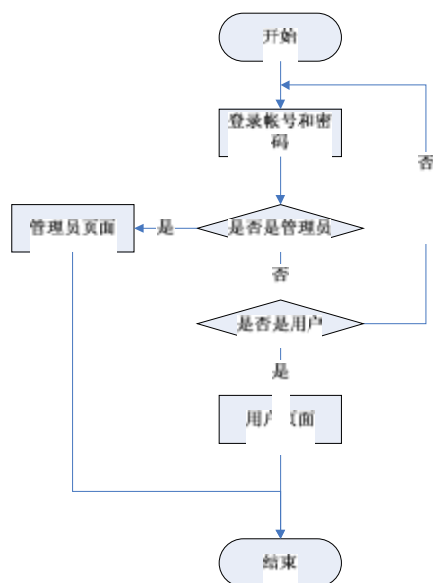 开始
登录帐号和密
码
否
管理员页面
是
是否是管理员
否
是否是用户
是
用户页面
结束